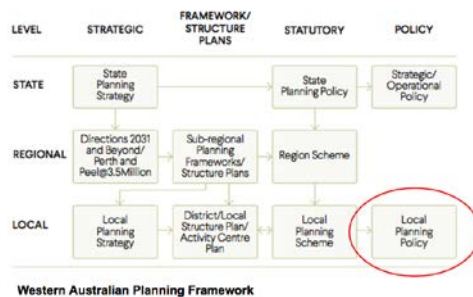 LEVEL STRATEGIC FRAMEWORK/
STRUCTURE
PLANS STATUTORY POLICY
STATE
State
Planning
Strategy
State
Planning Policy
Strategic/
Operational
Policy
REGIONAL
Directions 2031
and Beyond/
Perth and
Peel@3.5Million
Sub-regional
Planning
Frameworks/
Structure Plans
Region Scheme
LOCAL
Local
Planning
Strategy
District/Local
Structure Plan/
Activity Centre
Plan
Local
Planning
Scheme
Local
Planning
Policy
Western Australian Planning Framework